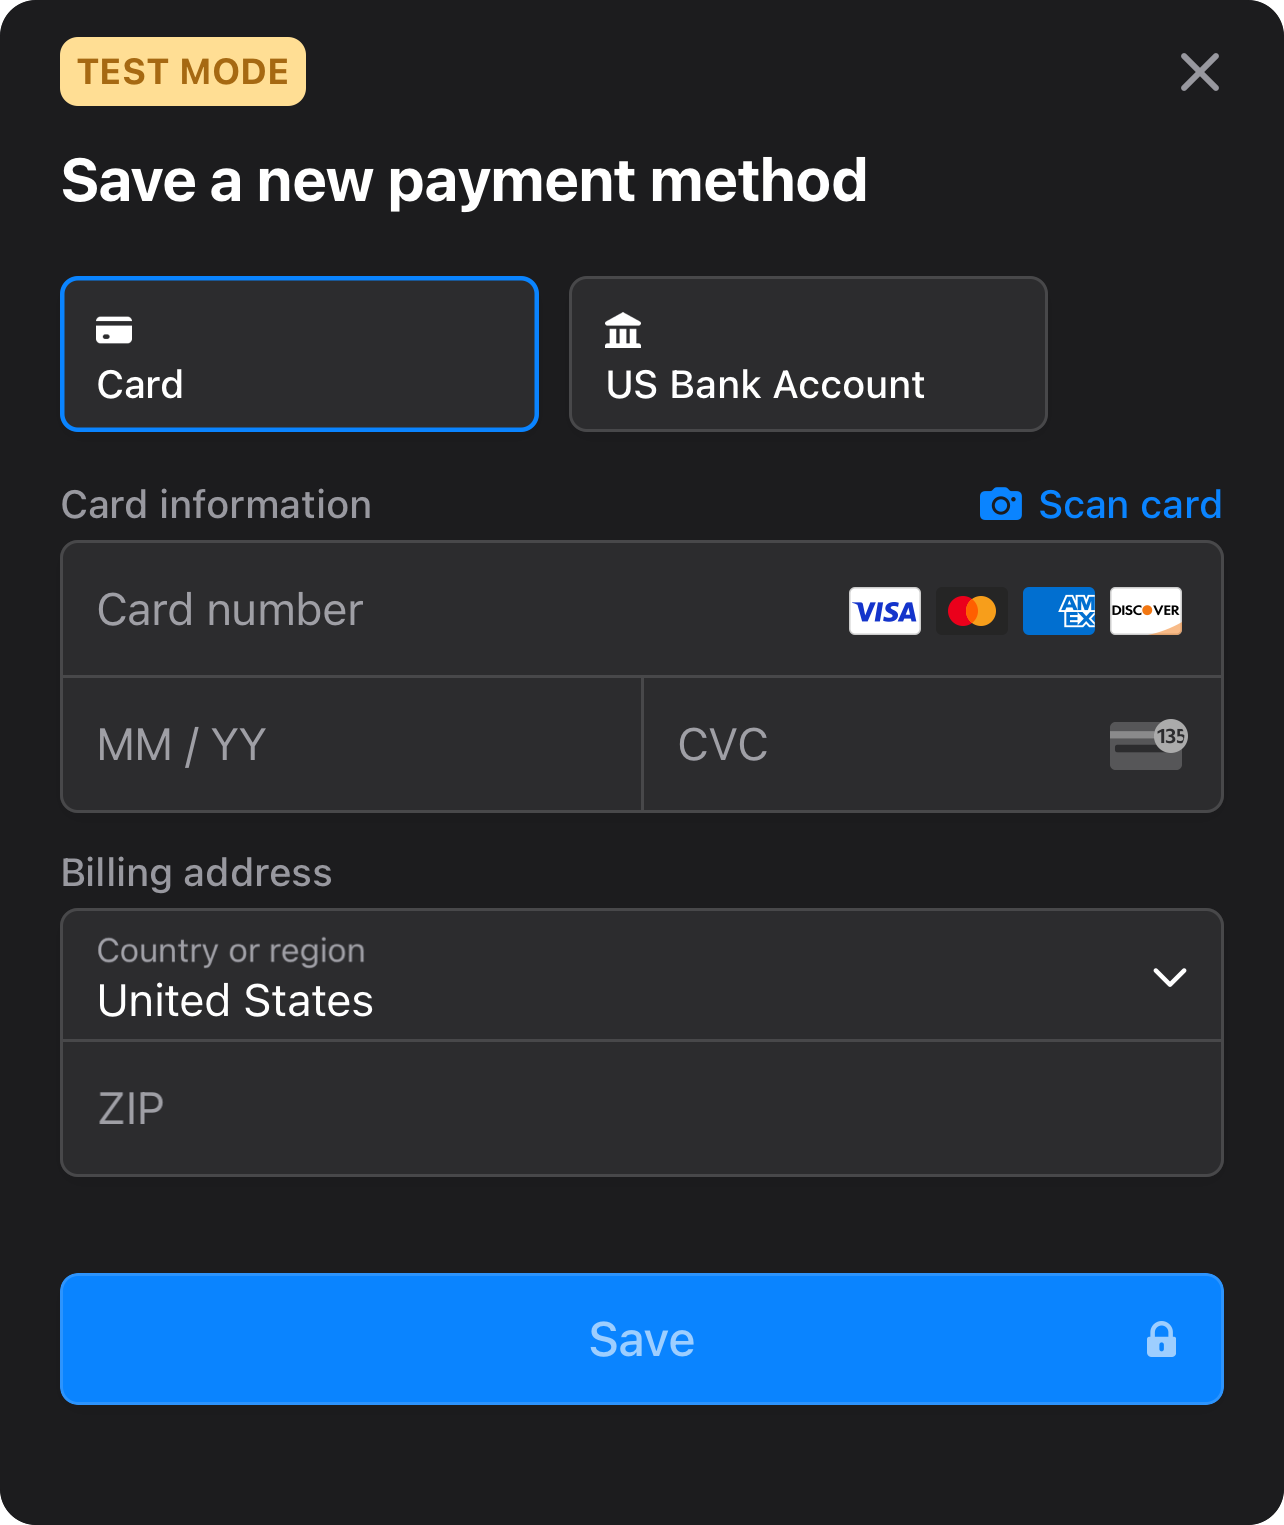 TEST MODE
Save a new payment method
Card
US Bank Account
Card information
Scan card
Card number
VISA
AM
EX
DISCOVER
MM / YY
CVC
135
Billing address
Country or region
United States
ZIP
Save